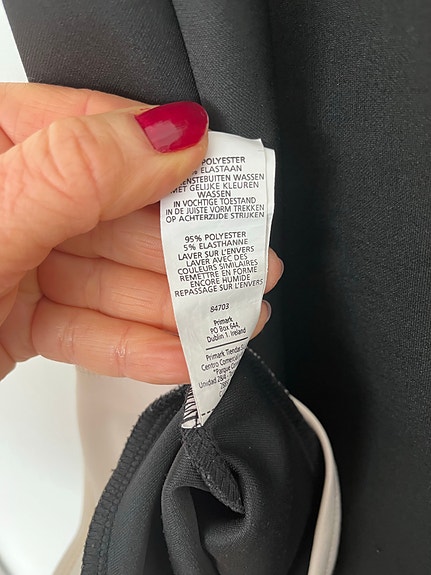 POLYESTER
ELASTAAN
BINNENSTEBUITEN WASSEN
MET GELIJKE KLEUREN
WASSEN
IN VOCHTIGE TOESTAND
IN DE JUISTE VORM TREKKEN
OP ACHTERZIJDE STRIJKEN
95% POLYESTER
5% ELASTHANNE
LAVER SUR L'ENVERS
LAVER AVEC DES
COULEURS SIMILAIRES
REMETTRE EN FORME
ENCORE HUMIDE
REPASSAGE SUR L'ENVERS
84703
Primark
PO Box 644,
Dublin 1. Ireland
Primark Tiendas
Centro Comercial
"Parque
Unidad